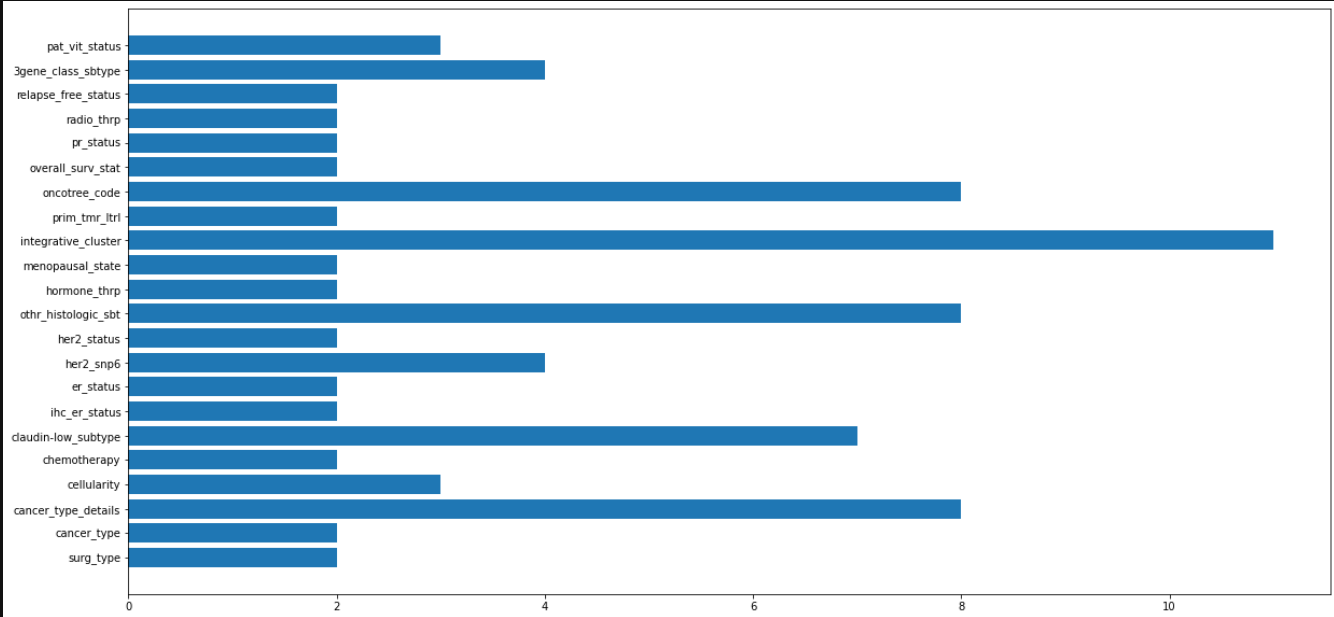 pat_vit_status
3gene_class_sbtype
relapse_free_status
radio_thrp
pr_status
overall_surv_stat
oncotree_code
prim_tmr_ltrl
integrative_cluster
menopausal_state
hormone_thrp
othr_histologic_sbt
her2_status
her2_snp6
er_status
ihc_er_status
claudin-low_subtype
chemotherapy
cellularity
cancer_type_details
cancer_type
surg_type
0 2 4 6 8 10